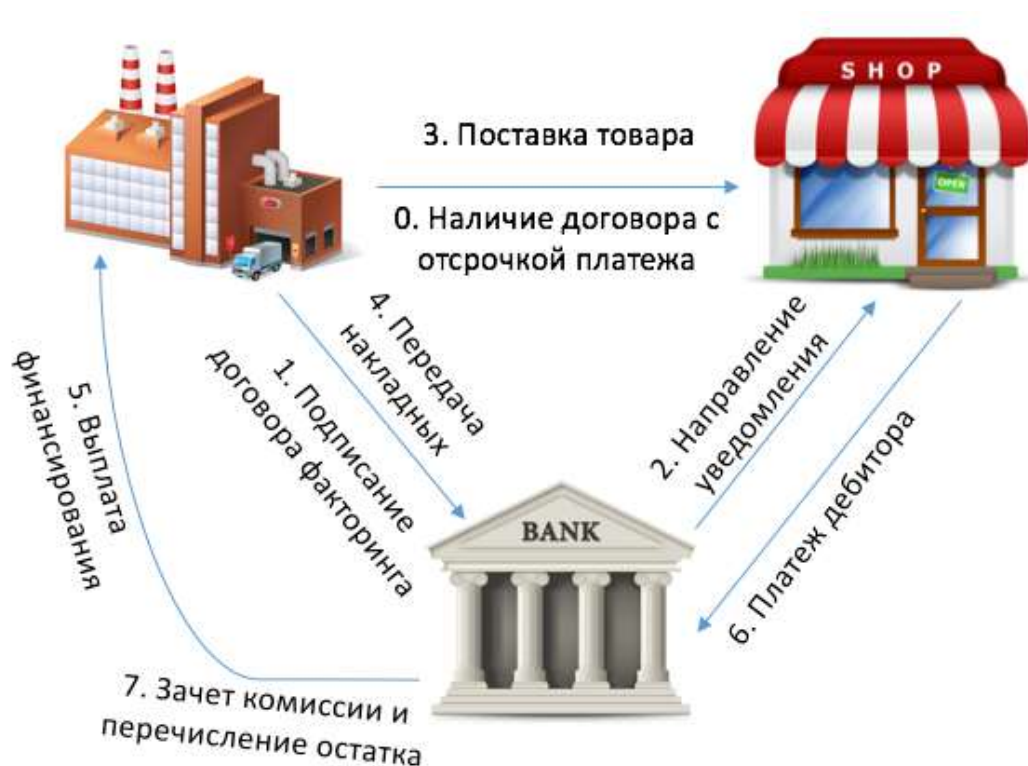 SHOP
OPEN
3. Поставка товара
0. Наличие договора с
отсрочкой платежа
4. Передача
накладных
1. Подписание
договора факторинга
2. Направление
уведомления
5. Выплата
финансирования
6. Платеж дебитора
BANK
7. Зачет комиссии и
перечисление остатка